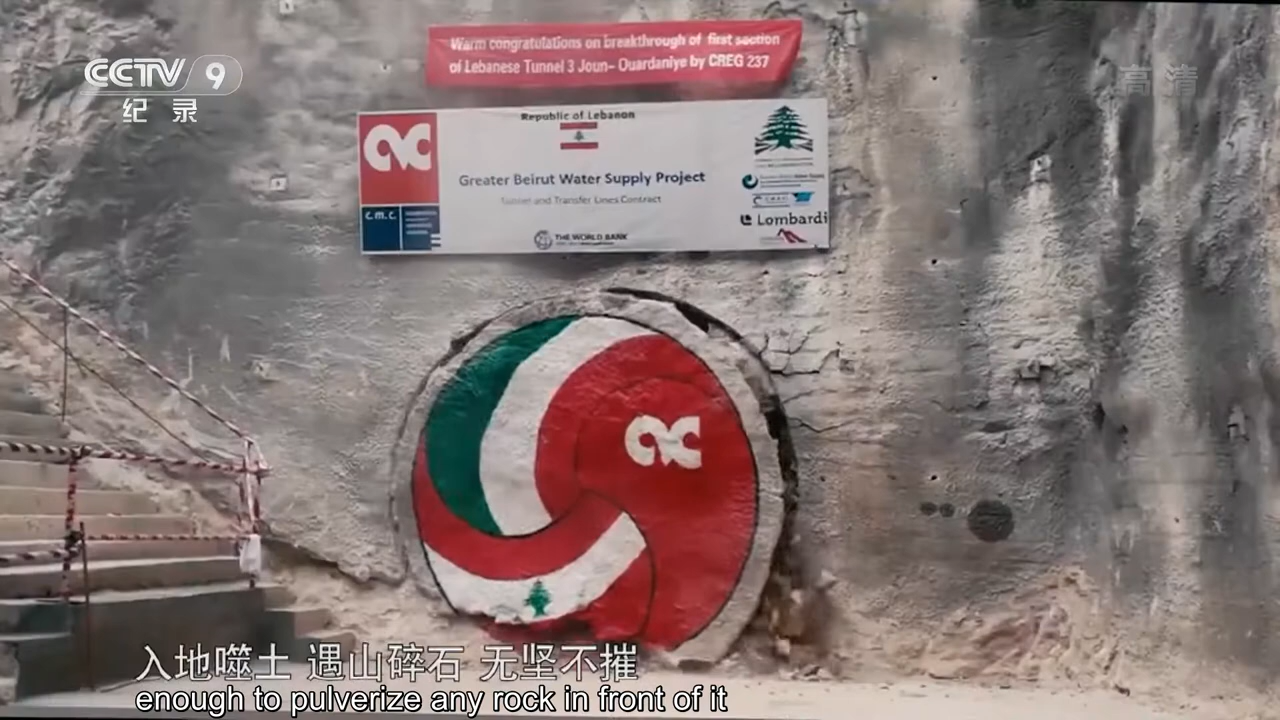 CCTV 9
纪录
高清
Warm congratulations on breakthrough of first section
of Lebanese Tunnel 3 Joun- Ouardaniye by CREG 237
Republic of Lebanon
Greater Beirut Water Supply Project
Tunnel and Transfer Lines Contract
c.m.c.
THE WORLD BANK
Lombardi
入地噬土 遇山碎石 无坚不摧
enough to pulverize any rock in front of it